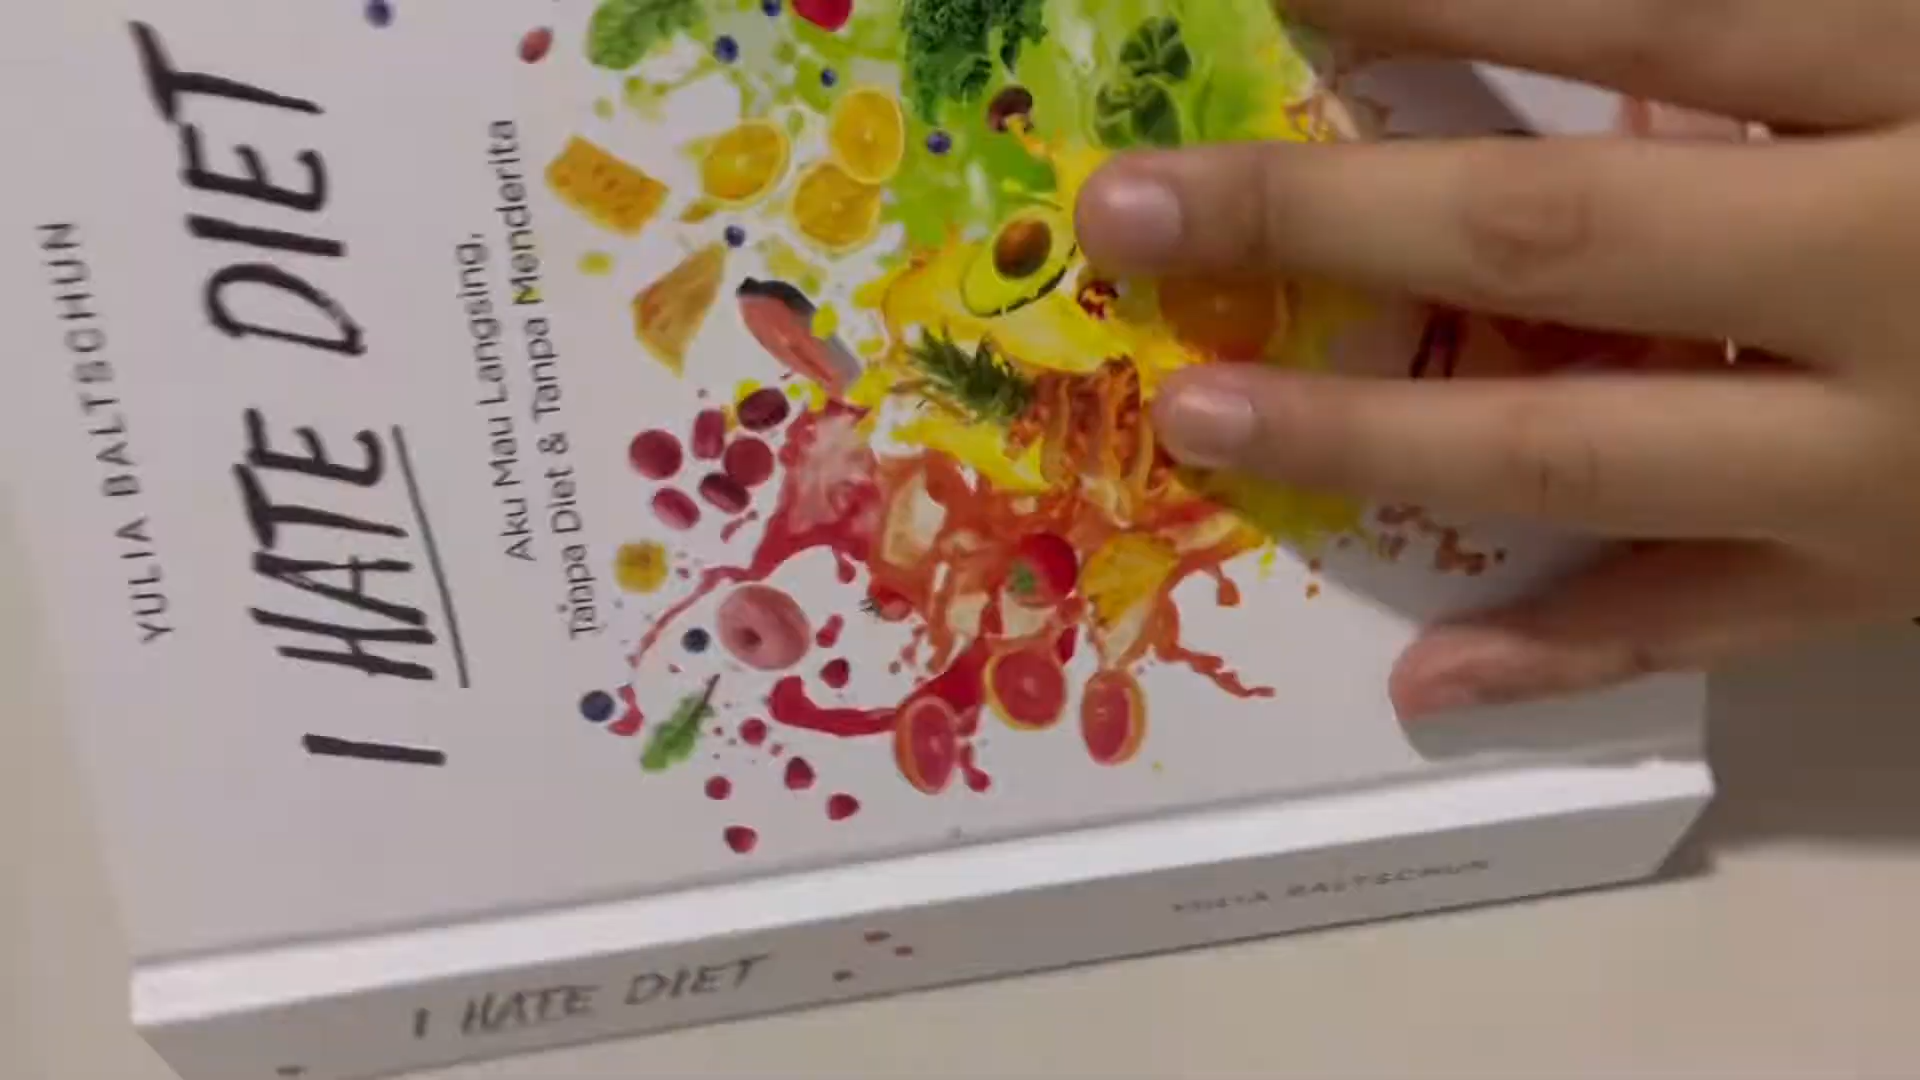 YULIA BALTSCHUN
I HATE DIET
Aku Mau Langsing,
Tanpa Diet & Tanpa Menderita
I HATE DIET
YULIA BALTSCHUN